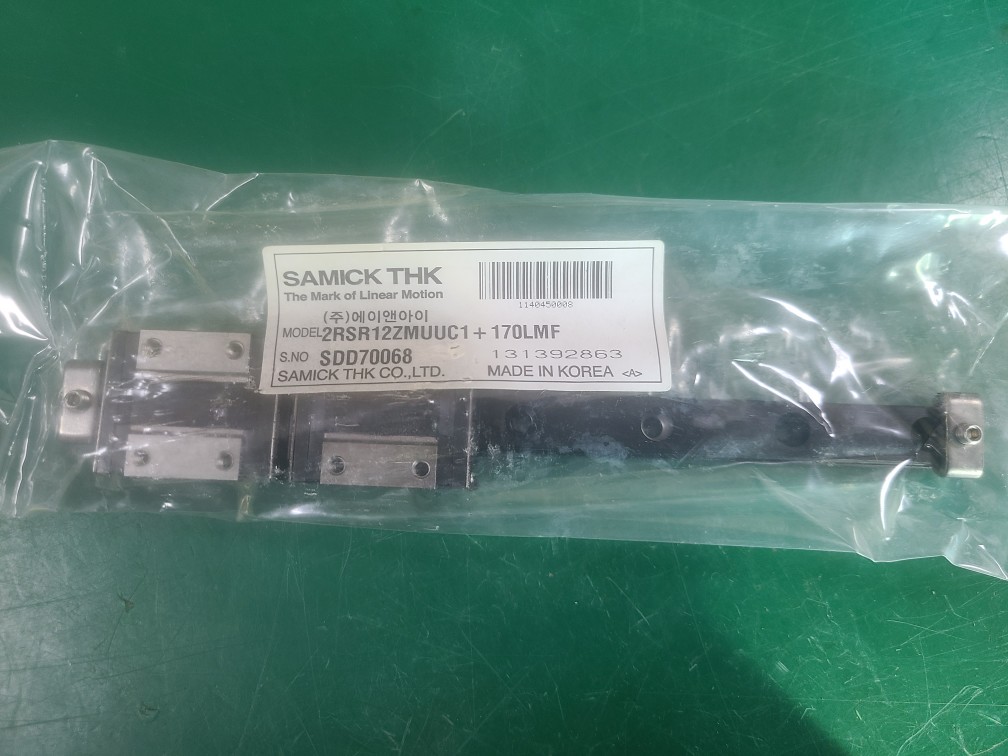 SAMICK THK
The Mark of Linear Motion
1140450008
(주)에이앤아이
MODEL 2RSR12ZMUUC1+170LMF
S.NO SDD70068 131392863
SAMICK THK CO.,LTD. MADE IN KOREA <A>